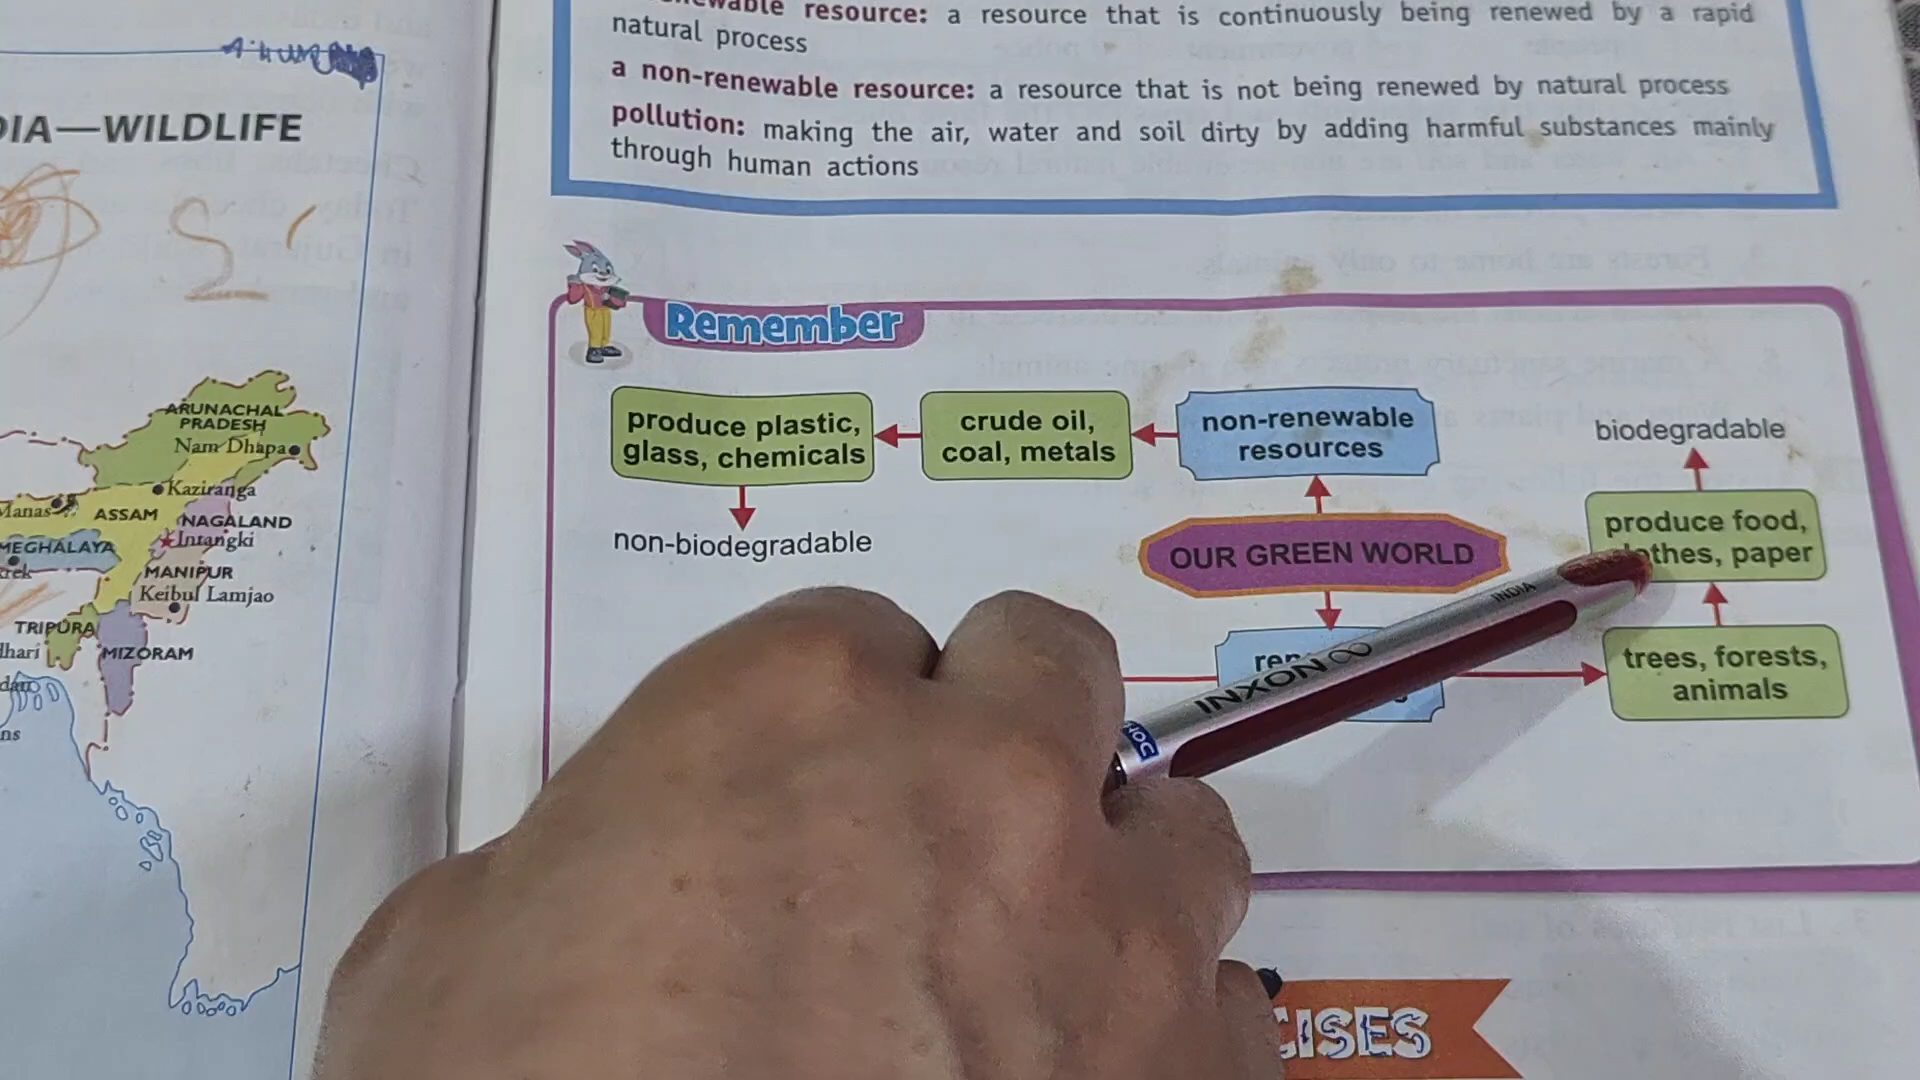 DIA—WILDLIFE
ARUNACHAL
PRADESH
Nam Dhapa
Kaziranga
Manas
ASSAM
NAGALAND
Intangki
MEGHALAYA
MANIPUR
Keibul Lamjao
TRIPURA
MIZORAM
resource: a resource that is continuously being renewed by a rapid
natural process
a non-renewable resource: a resource that is not being renewed by natural process
pollution: making the air, water and soil dirty by adding harmful substances mainly
through human actions
Remember
produce plastic,
glass, chemicals
crude oil,
coal, metals
non-renewable
resources
biodegradable
non-biodegradable
OUR GREEN WORLD
produce food,
paper
trees, forests,
animals
INXON
INDIA
DOMS
CISES